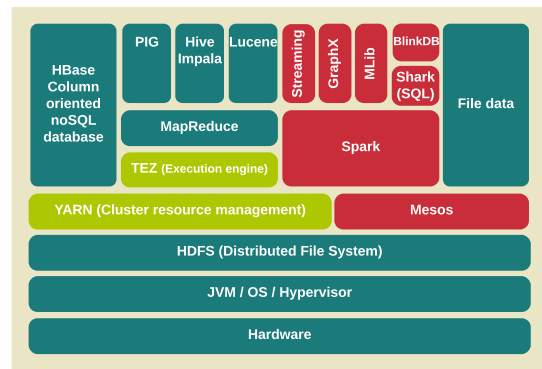 HBase
Column
oriented
noSQL
database
PIG
Hive
Impala
Lucene
Streaming
GraphX
MLib
BlinkDB
Shark
(SQL)
File data
MapReduce
Spark
TEZ (Execution engine)
YARN (Cluster resource management)
Mesos
HDFS (Distributed File System)
JVM / OS / Hypervisor
Hardware